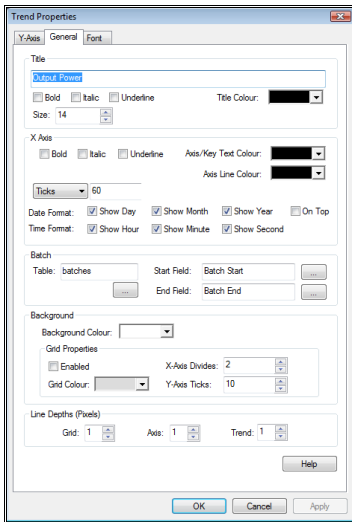 Trend Properties
Y-Axis General Font
Title
Output Power
Bold Italic Underline Title Colour:
Size: 14
X Axis
Bold Italic Underline Axis/Key Text Colour:
Axis Line Colour:
Ticks 60
Date Format: Show Day Show Month Show Year On Top
Time Format: Show Hour Show Minute Show Second
Batch
Table: batches Start Field: Batch Start ...
... End Field: Batch End ...
Background
Background Colour:
Grid Properties
Enabled X-Axis Divides: 2
Grid Colour: Y-Axis Ticks: 10
Line Depths (Pixels)
Grid: 1 Axis: 1 Trend: 1
Help
OK Cancel Apply